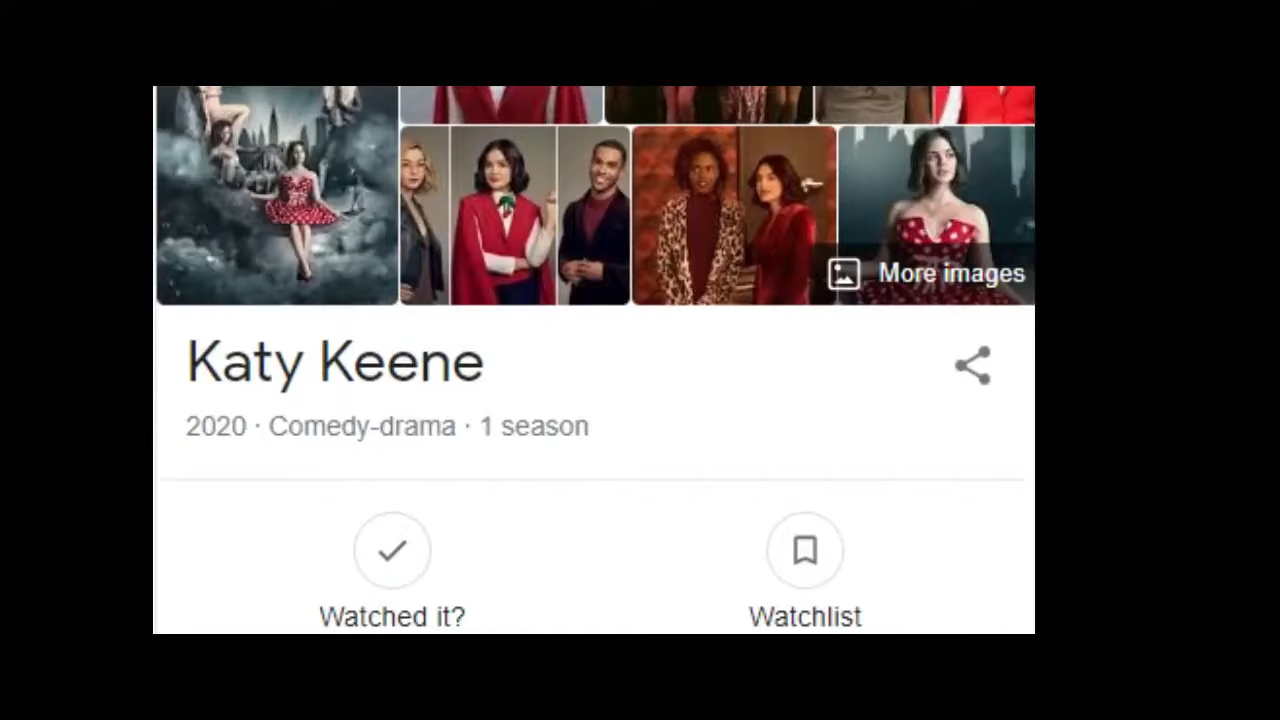 More images
Katy Keene
2020 · Comedy-drama · 1 season
Watched it?
Watchlist